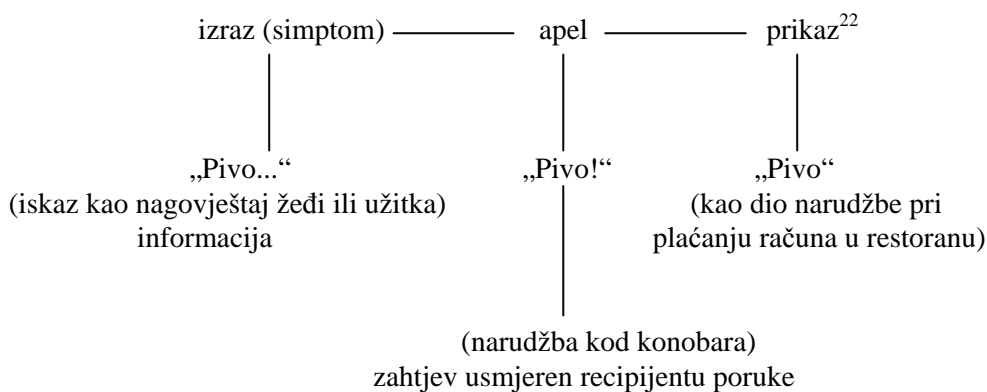 izraz (simptom) apel prikaz22
„Pivo...“ „Pivo!“ „Pivo“
(iskaz kao nagovještaj žeđi ili užitka) (kao dio narudžbe pri
informacija plaćanju računa u restoranu)
(narudžba kod konobara)
zahtjev usmjeren recipijentu poruke